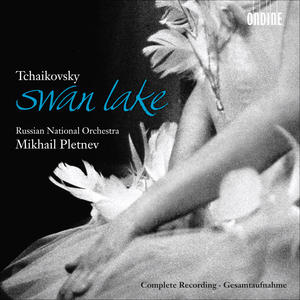 ONDINE
Tchaikovsky
swan lake
Russian National Orchestra
Mikhail Pletnev
Complete Recording · Gesamtaufnahme